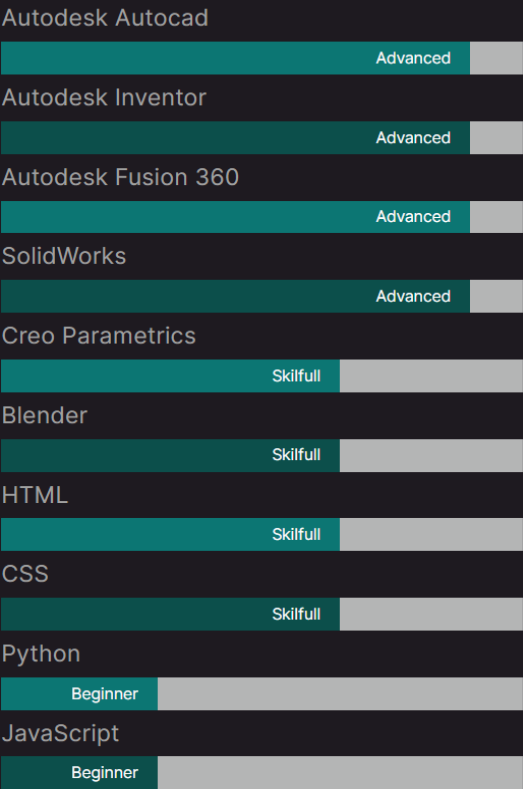 Autodesk Autocad
Advanced
Autodesk Inventor
Advanced
Autodesk Fusion 360
Advanced
SolidWorks
Advanced
Creo Parametrics
Skilfull
Blender
Skilfull
HTML
Skilfull
CSS
Skilfull
Python
Beginner
JavaScript
Beginner